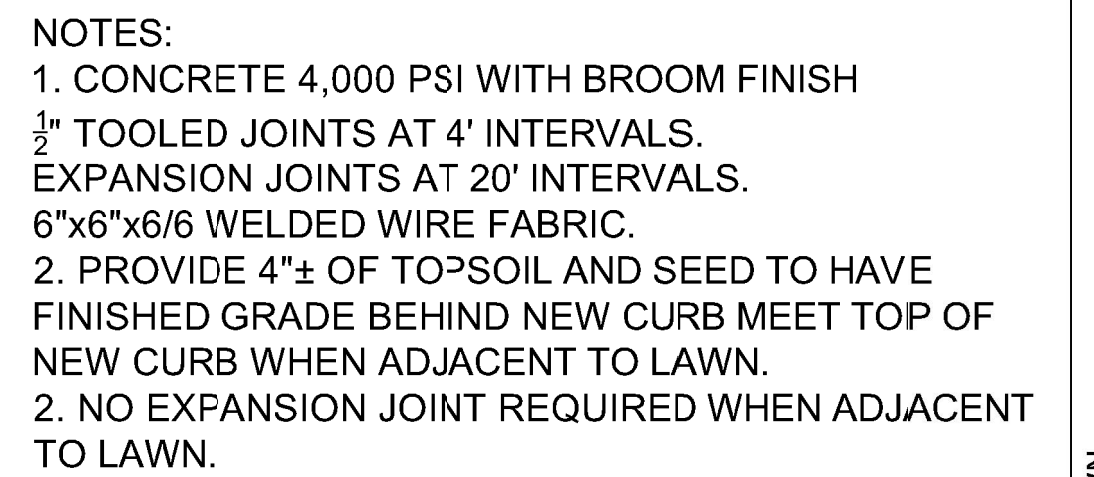 NOTES:
1. CONCRETE 4,000 PSI WITH BROOM FINISH
½" TOOLED JOINTS AT 4' INTERVALS.
EXPANSION JOINTS AT 20' INTERVALS.
6"x6"x6/6 WELDED WIRE FABRIC.
2. PROVIDE 4"± OF TOPSOIL AND SEED TO HAVE
FINISHED GRADE BEHIND NEW CURB MEET TOP OF
NEW CURB WHEN ADJACENT TO LAWN.
2. NO EXPANSION JOINT REQUIRED WHEN ADJACENT
TO LAWN.